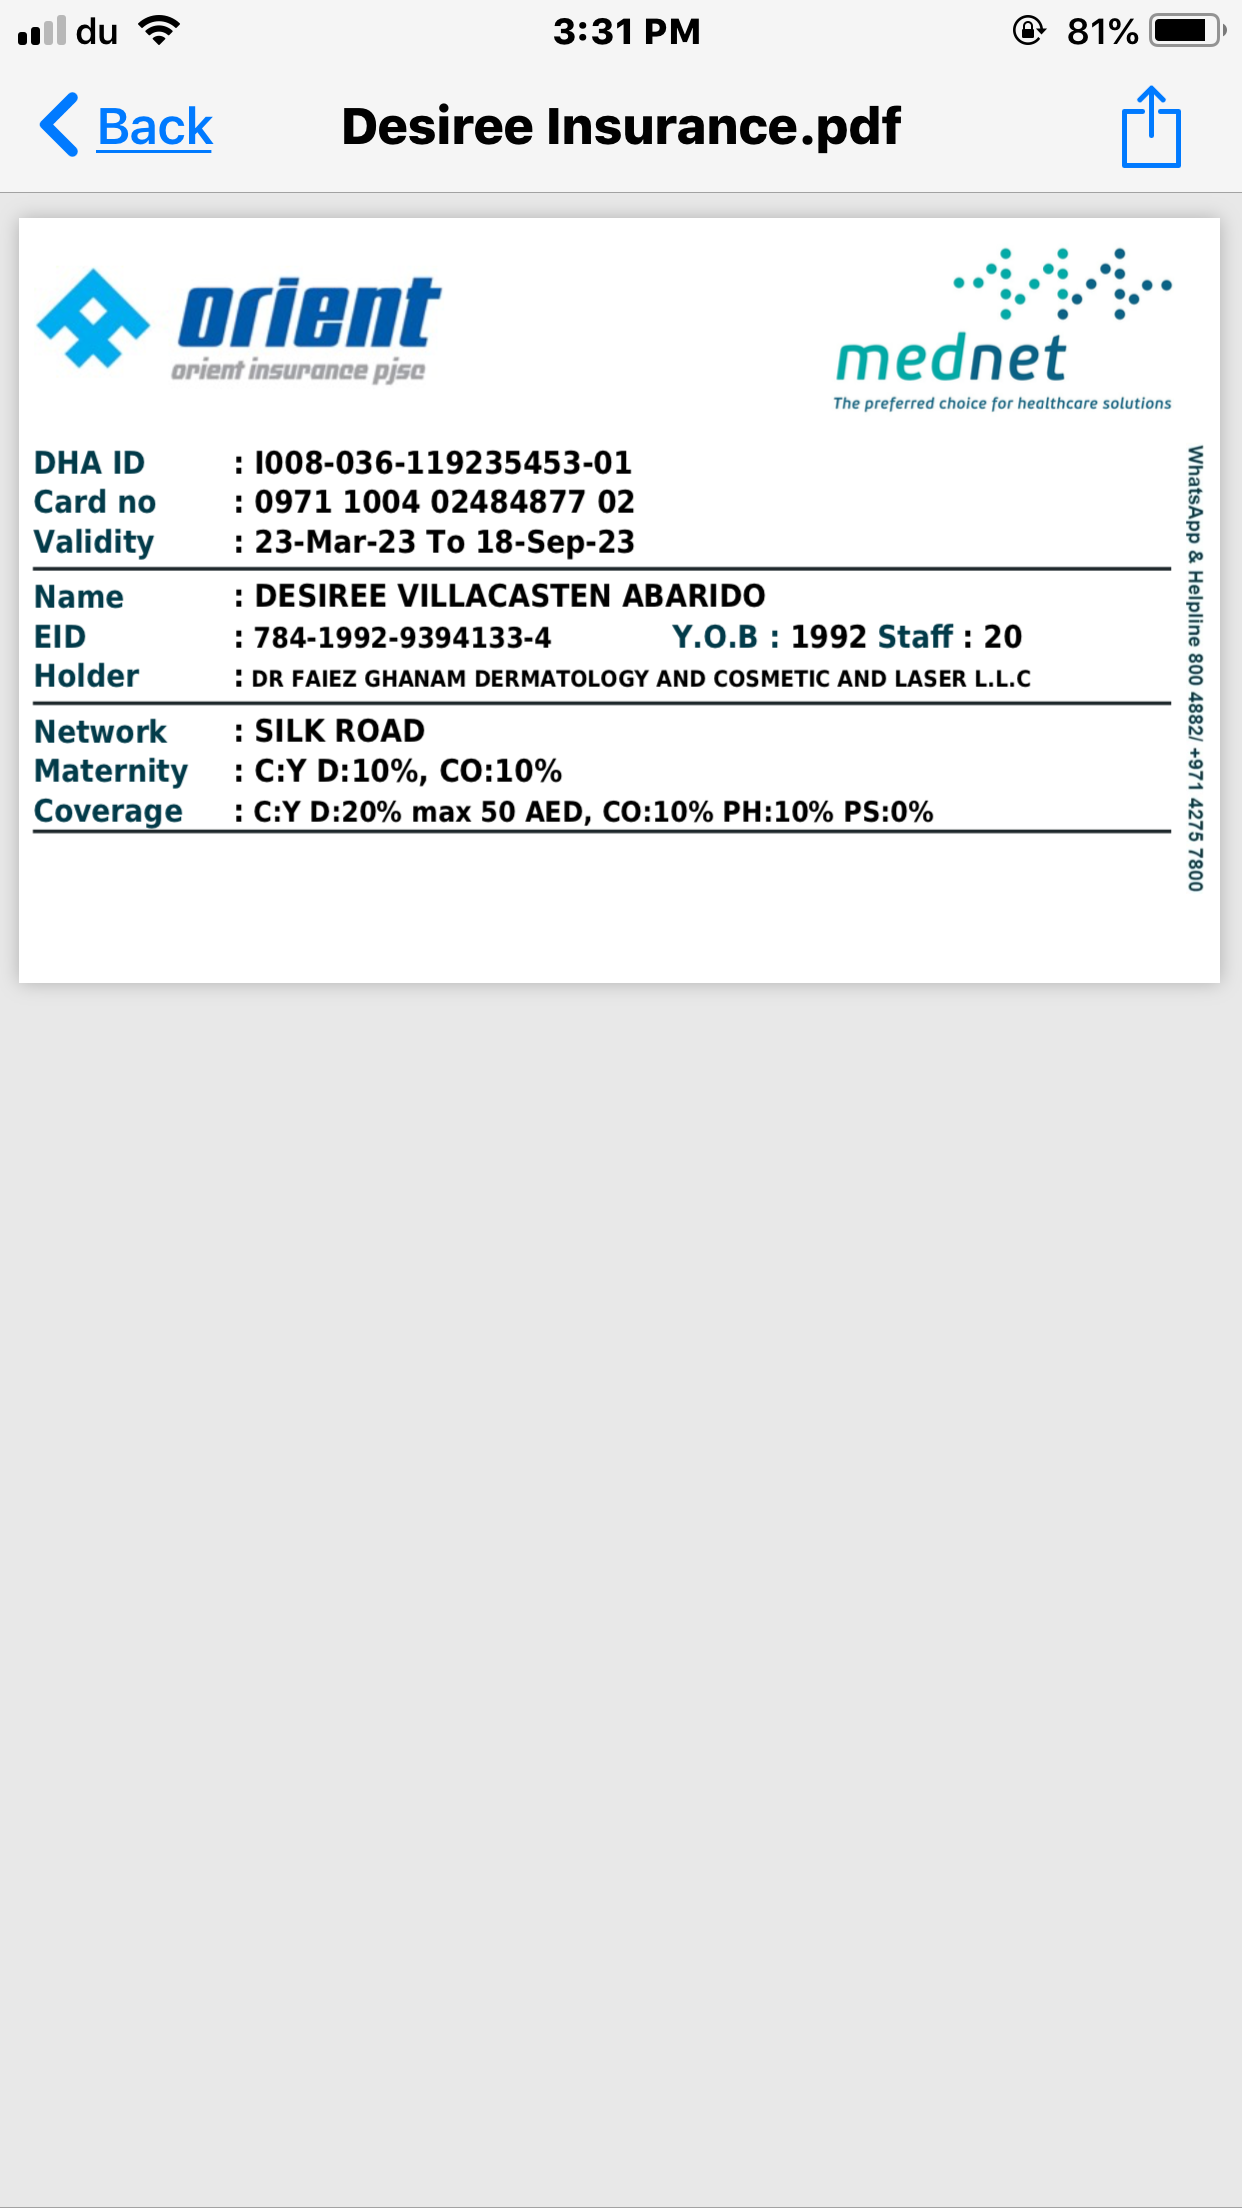 du 3:31 PM 81%
Back Desiree Insurance.pdf
orient
orient insurance pjsc
mednet
The preferred choice for healthcare solutions
DHA ID : I008-036-119235453-01
Card no : 0971 1004 02484877 02
Validity : 23-Mar-23 To 18-Sep-23
Name : DESIREE VILLACASTEN ABARIDO
EID : 784-1992-9394133-4 Y.O.B : 1992 Staff : 20
Holder : DR FAIEZ GHANAM DERMATOLOGY AND COSMETIC AND LASER L.L.C
Network : SILK ROAD
Maternity : C:Y D:10%, CO:10%
Coverage : C:Y D:20% max 50 AED, CO:10% PH:10% PS:0%
WhatsApp & Helpline 800 4882/ +971 4275 7800